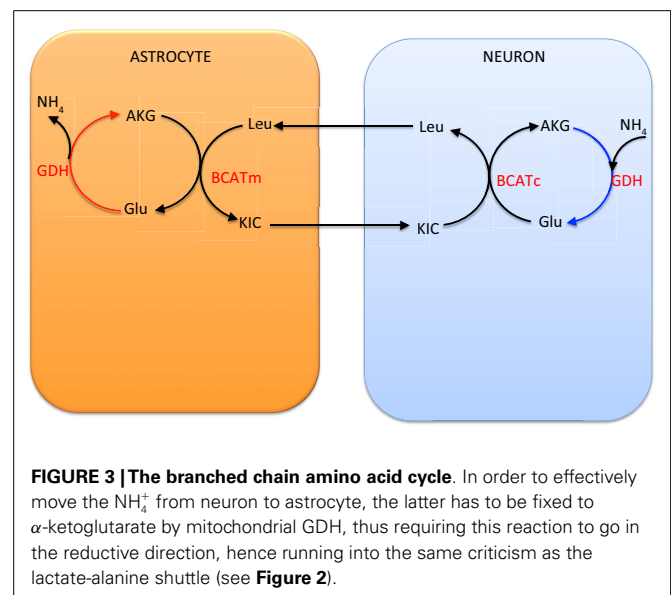 ASTROCYTE
NEURON
NH4
AKG
Leu
Leu
AKG
NH4
GDH
BCATm
BCATc
GDH
Glu
KIC
KIC
Glu
FIGURE 3 | The branched chain amino acid cycle. In order to effectively
move the NH4+ from neuron to astrocyte, the latter has to be fixed to
α-ketoglutarate by mitochondrial GDH, thus requiring this reaction to go in
the reductive direction, hence running into the same criticism as the
lactate-alanine shuttle (see Figure 2).